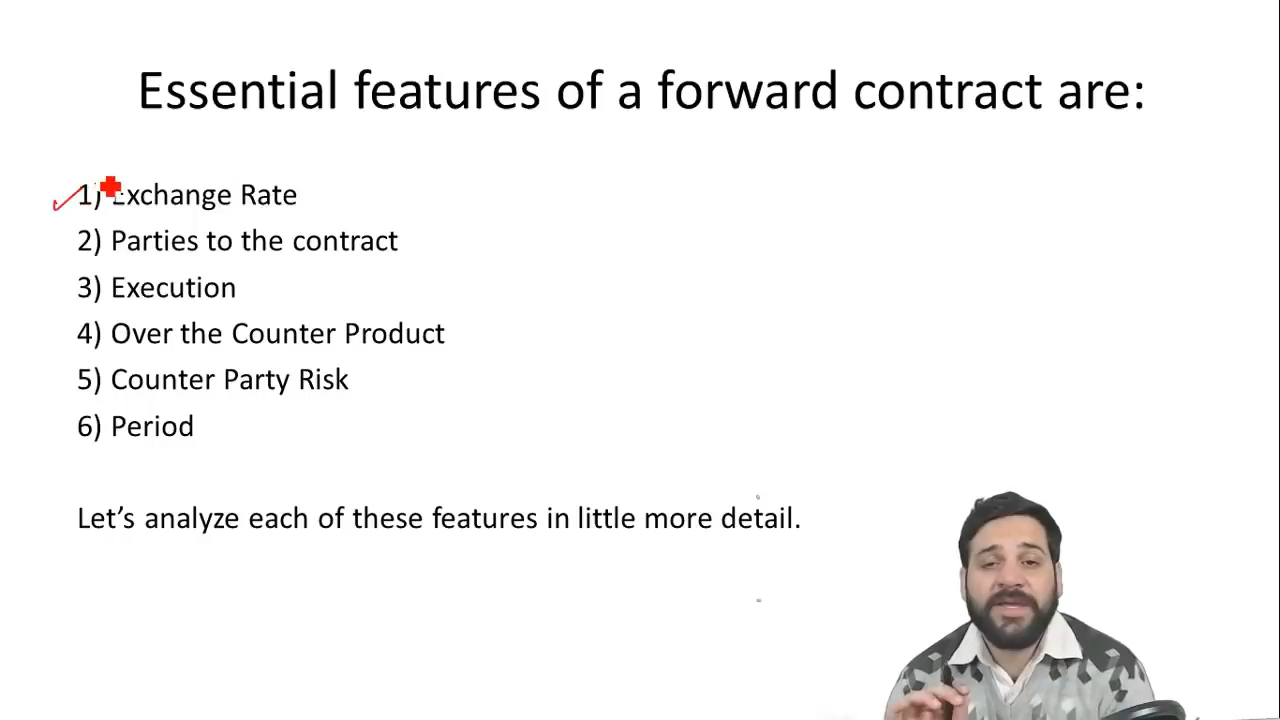 Essential features of a forward contract are:
1) Exchange Rate
2) Parties to the contract
3) Execution
4) Over the Counter Product
5) Counter Party Risk
6) Period
Let’s analyze each of these features in little more detail.